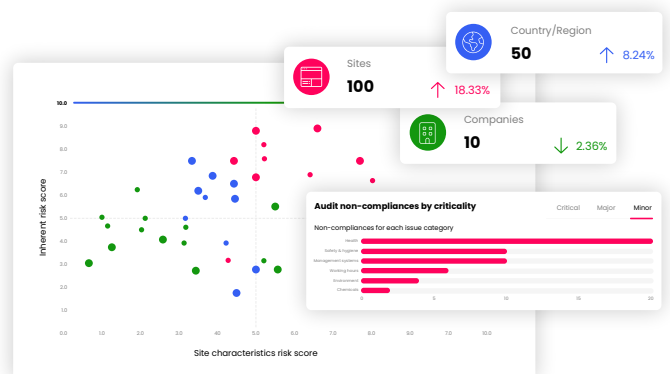 Country/Region
50
8.24%
Sites
100
18.33%
Companies
10
2.36%
10.0
9.0
8.0
7.0
6.0
5.0
4.0
3.0
2.0
1.0
Inherent risk score
0.0 1.0 2.0 3.0 4.0 5.0 6.0 7.0 8.0 9.0 7.0 10.0
Site characteristics risk score
Audit non-compliances by criticality
Critical Major Minor
Non-compliances for each issue category
Health
Safety & hygiene
Management systems
Working hours
Environment
Chemicals
0 5 10 15 20